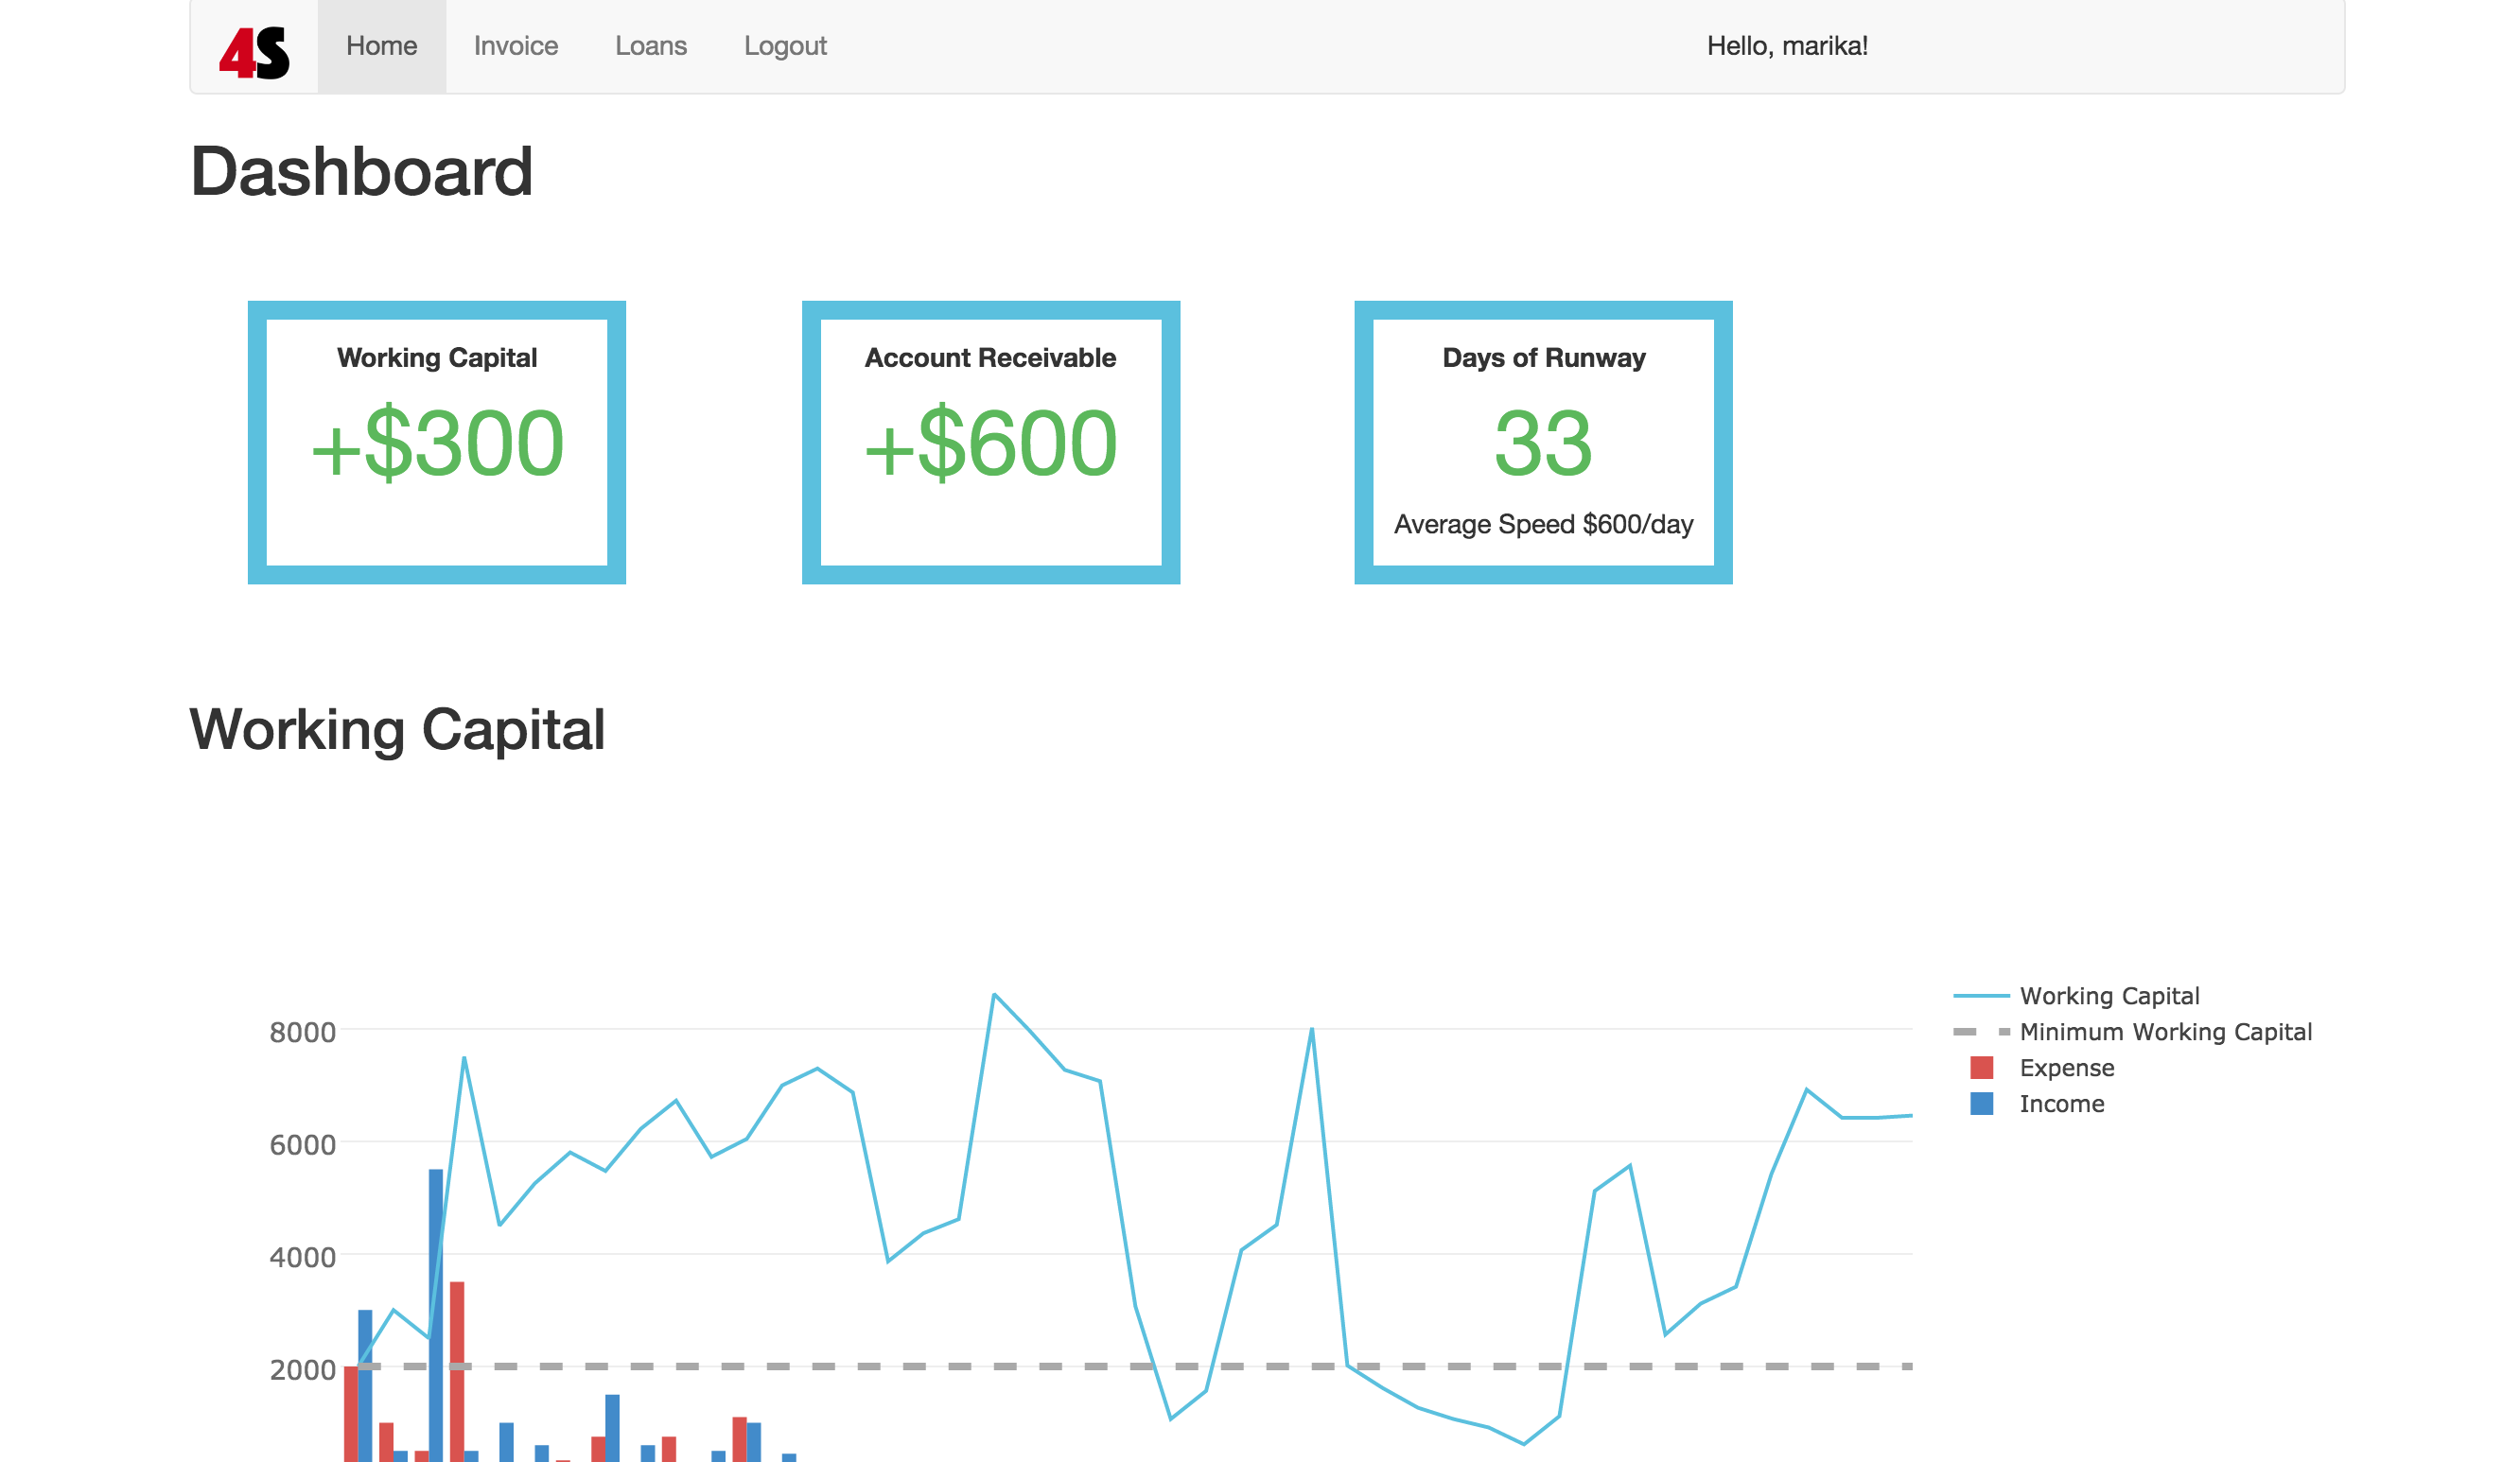 4S Home Invoice Loans Logout Hello, marika!
Dashboard
Working Capital
+$300
Account Receivable
+$600
Days of Runway
33
Average Speed $600/day
Working Capital
8000
6000
4000
2000
Working Capital
Minimum Working Capital
Expense
Income